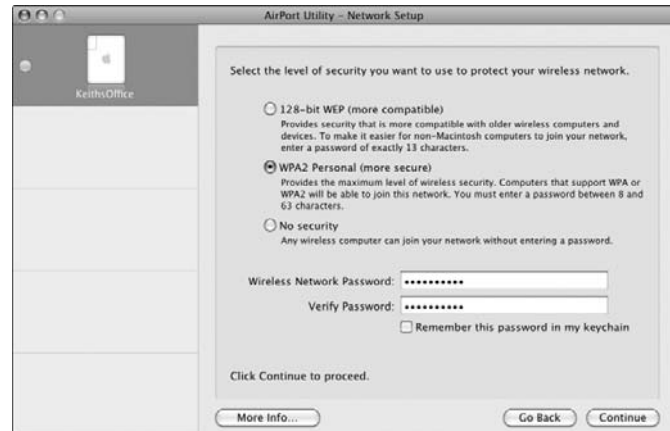 AirPort Utility – Network Setup
KeithsOffice
Select the level of security you want to use to protect your wireless network.
128-bit WEP (more compatible)
Provides security that is more compatible with older wireless computers and
devices. To make it easier for non-Macintosh computers to join your network,
enter a password of exactly 13 characters.
WPA2 Personal (more secure)
Provides the maximum level of wireless security. Computers that support WPA or
WPA2 will be able to join this network. You must enter a password between 8 and
63 characters.
No security
Any wireless computer can join your network without entering a password.
Wireless Network Password: ••••••••••
Verify Password: ••••••••••
Remember this password in my keychain
Click Continue to proceed.
More Info... Go Back Continue